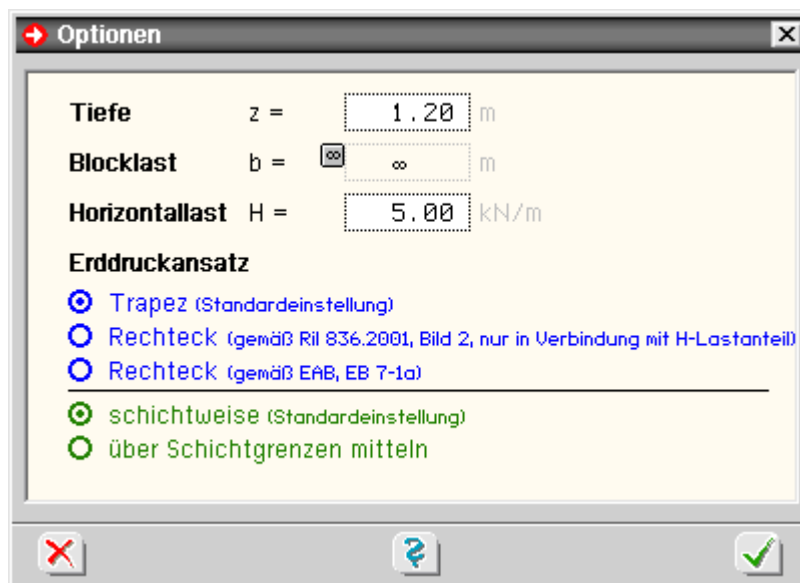 Optionen
Tiefe z = 1.20 m
Blocklast b = ∞ ∞ m
Horizontallast H = 5.00 kN/m
Erddruckansatz
Trapez (Standardeinstellung)
Rechteck (gemäß Ril 836.2001, Bild 2, nur in Verbindung mit H-Lastanteil)
Rechteck (gemäß EAB, EB 7-1a)
schichtweise (Standardeinstellung)
über Schichtgrenzen mitteln